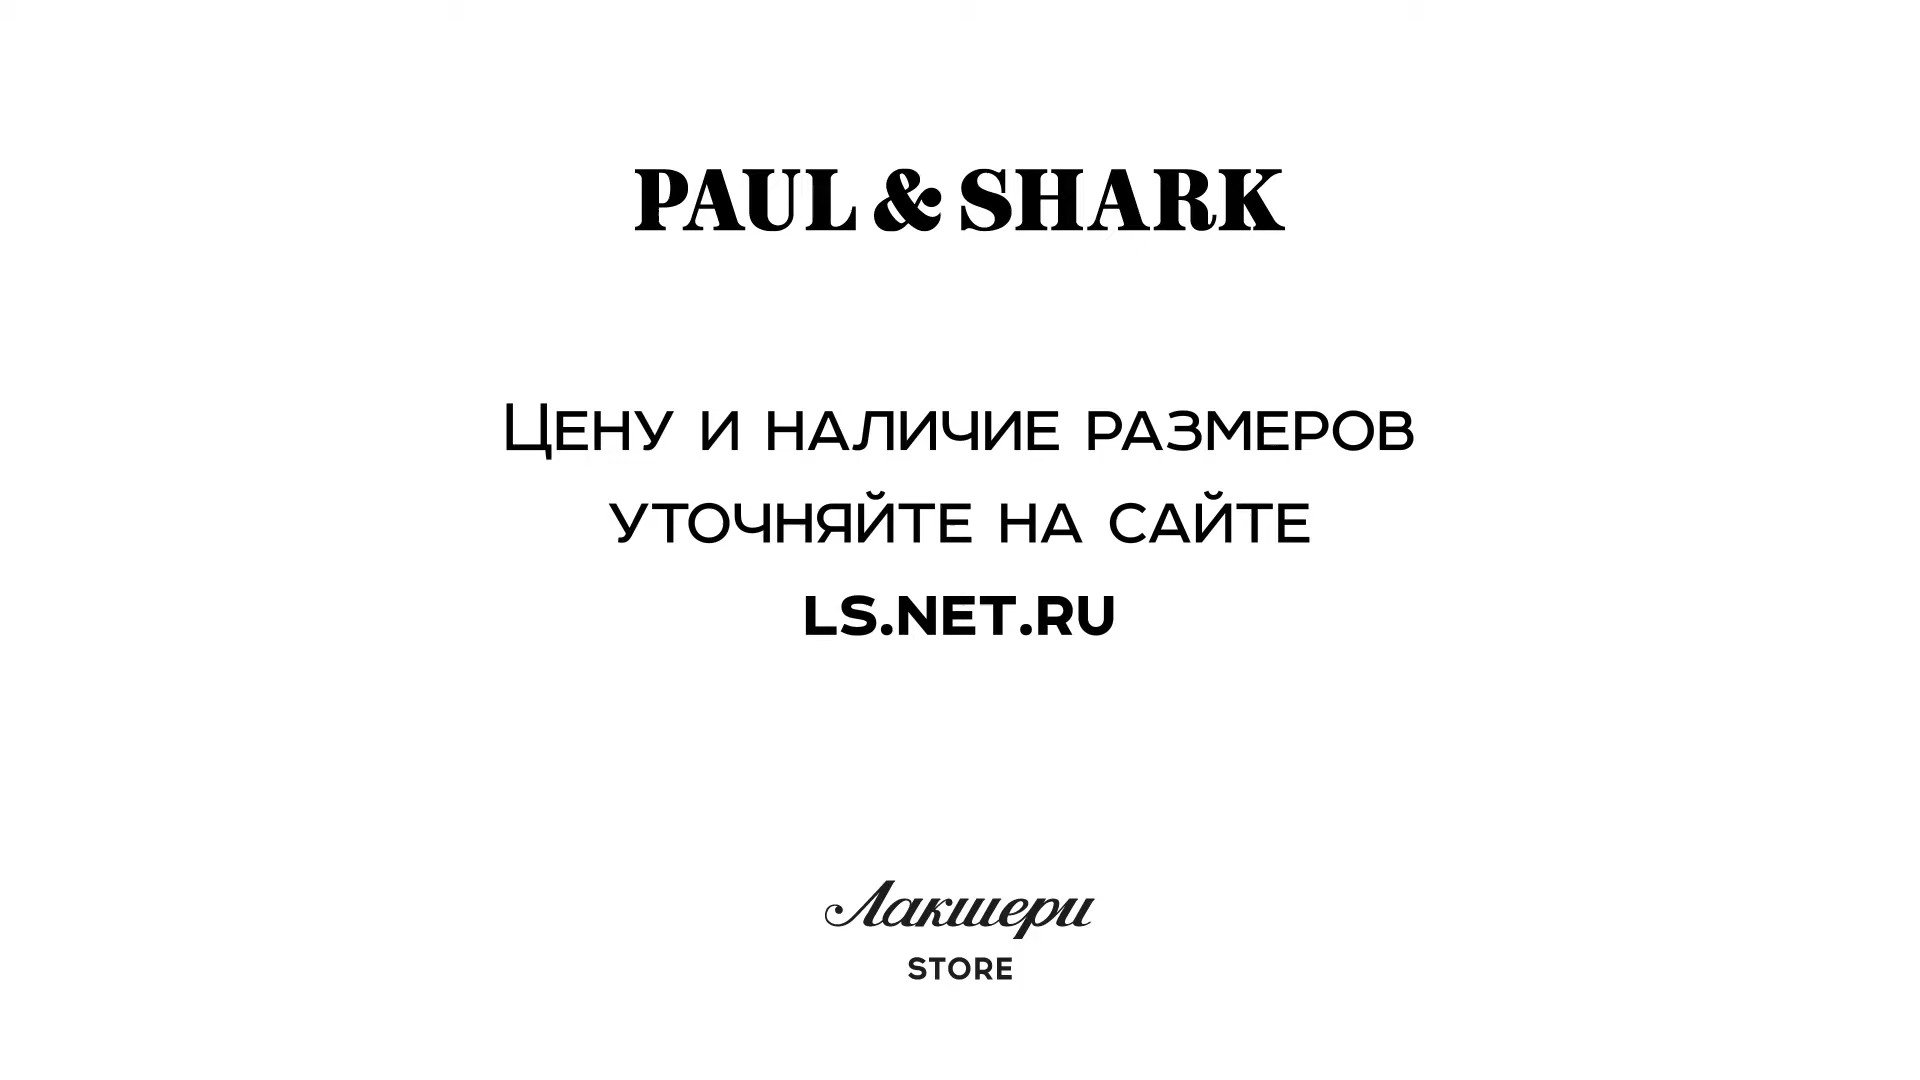 PAUL & SHARK
Цену и наличие размеров
уточняйте на сайте
LS.NET.RU
Лакшери
STORE